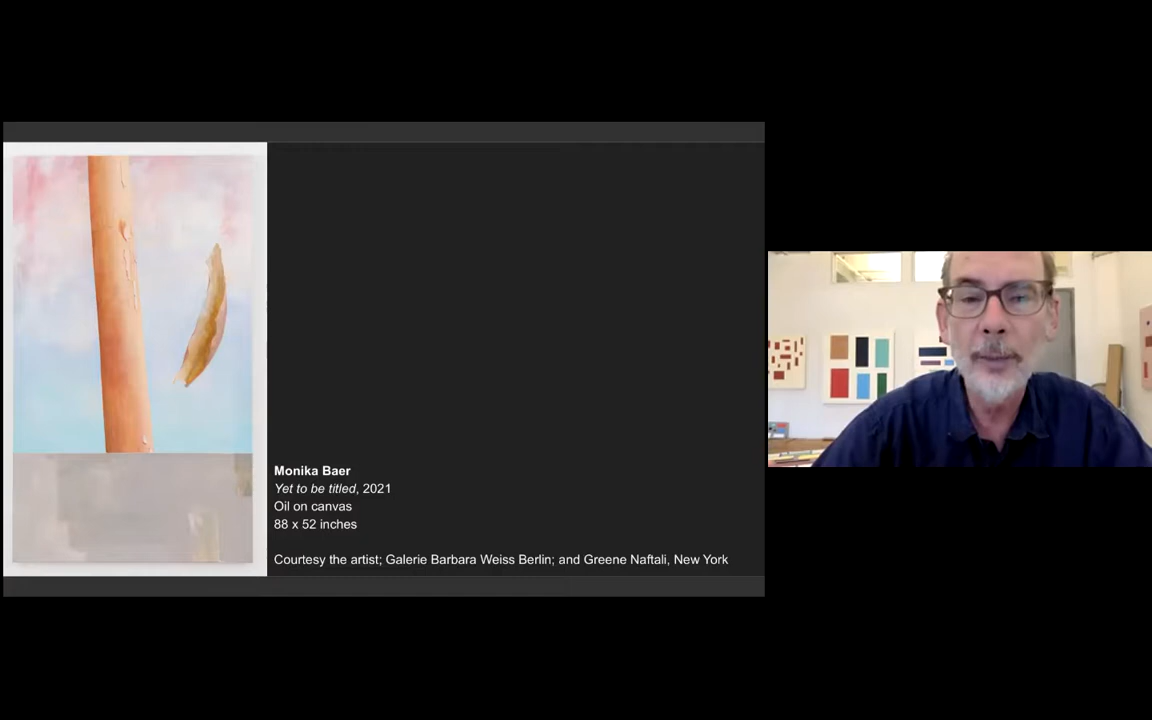 Monika Baer
Yet to be titled, 2021
Oil on canvas
88 x 52 inches
Courtesy the artist; Galerie Barbara Weiss Berlin; and Greene Naftali, New York